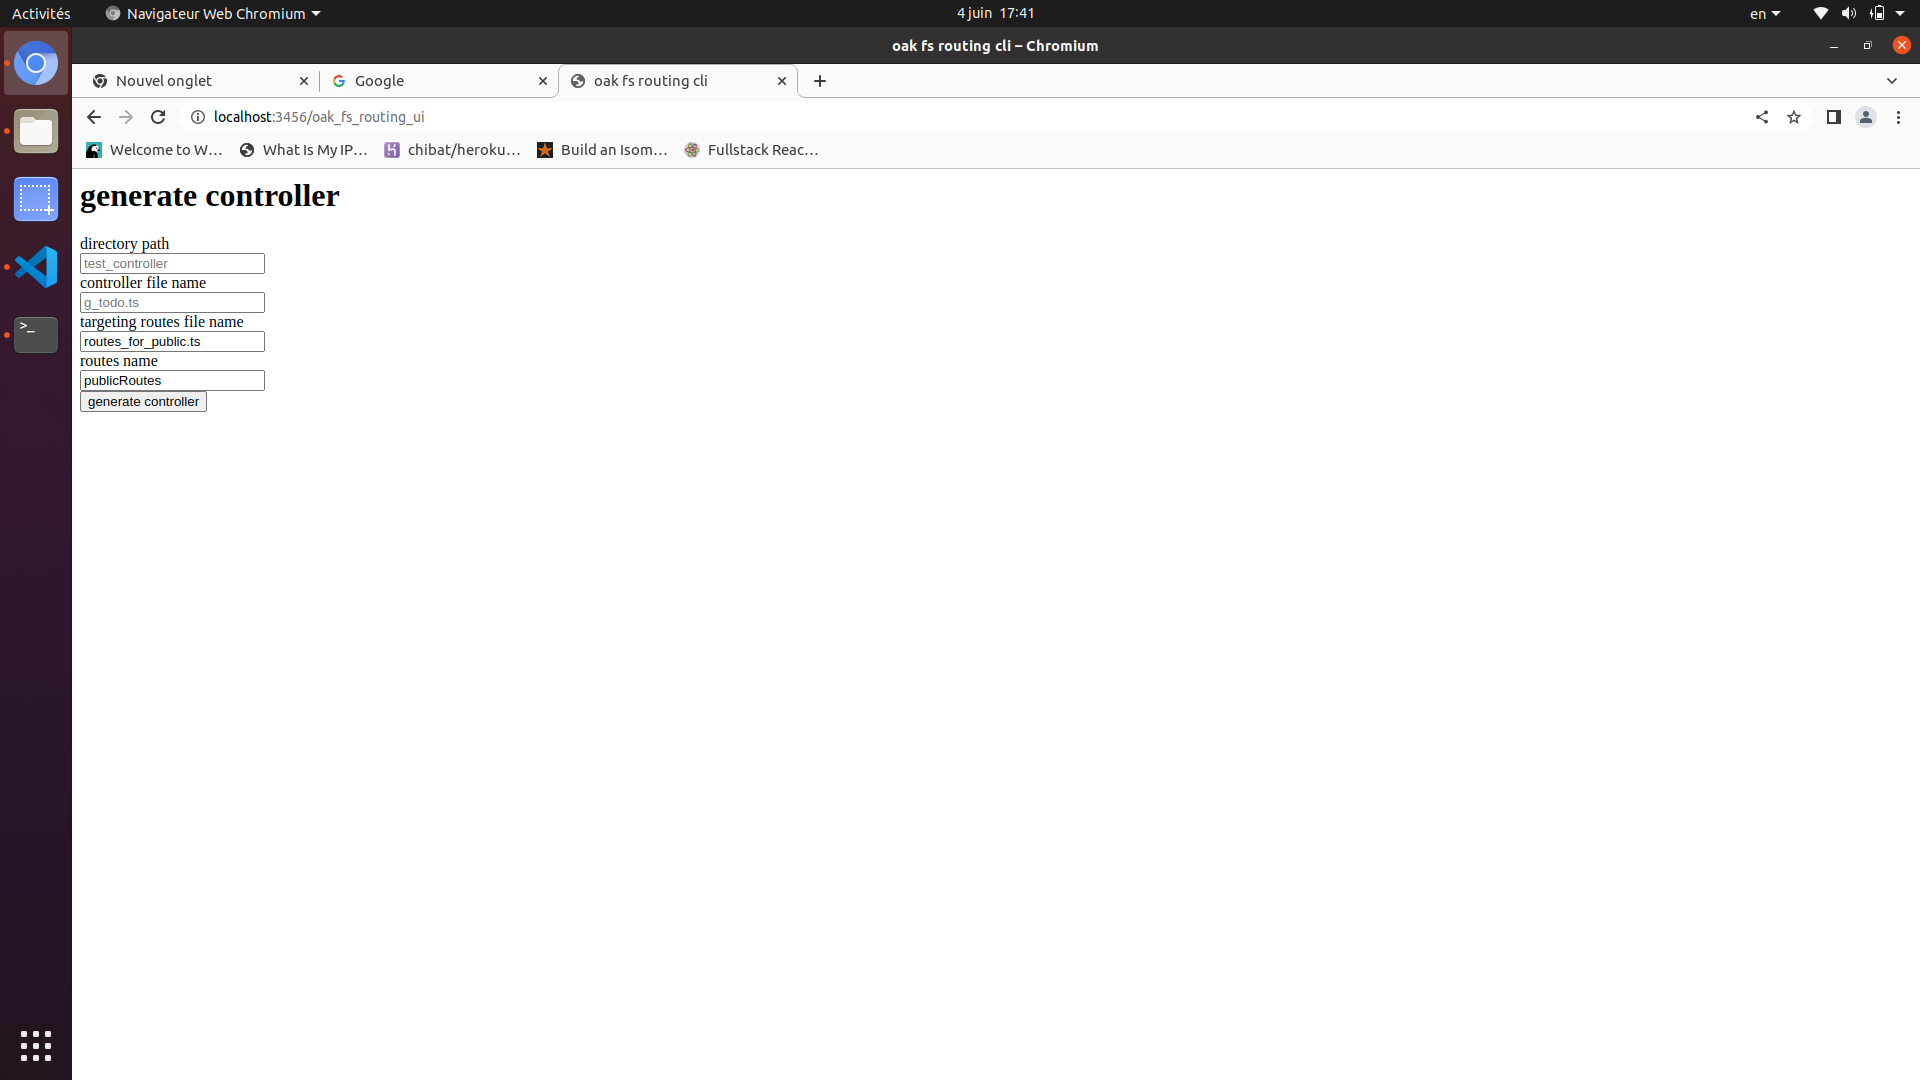 Activités
Navigateur Web Chromium
4 juin 17:41
en
oak fs routing cli – Chromium
Nouvel onglet
Google
oak fs routing cli
localhost:3456/oak_fs_routing_ui
Welcome to W…
What Is My IP…
chibat/heroku…
Build an Isom…
Fullstack Reac…
generate controller
directory path
test_controller
controller file name
g_todo.ts
targeting routes file name
routes_for_public.ts
routes name
publicRoutes
generate controller